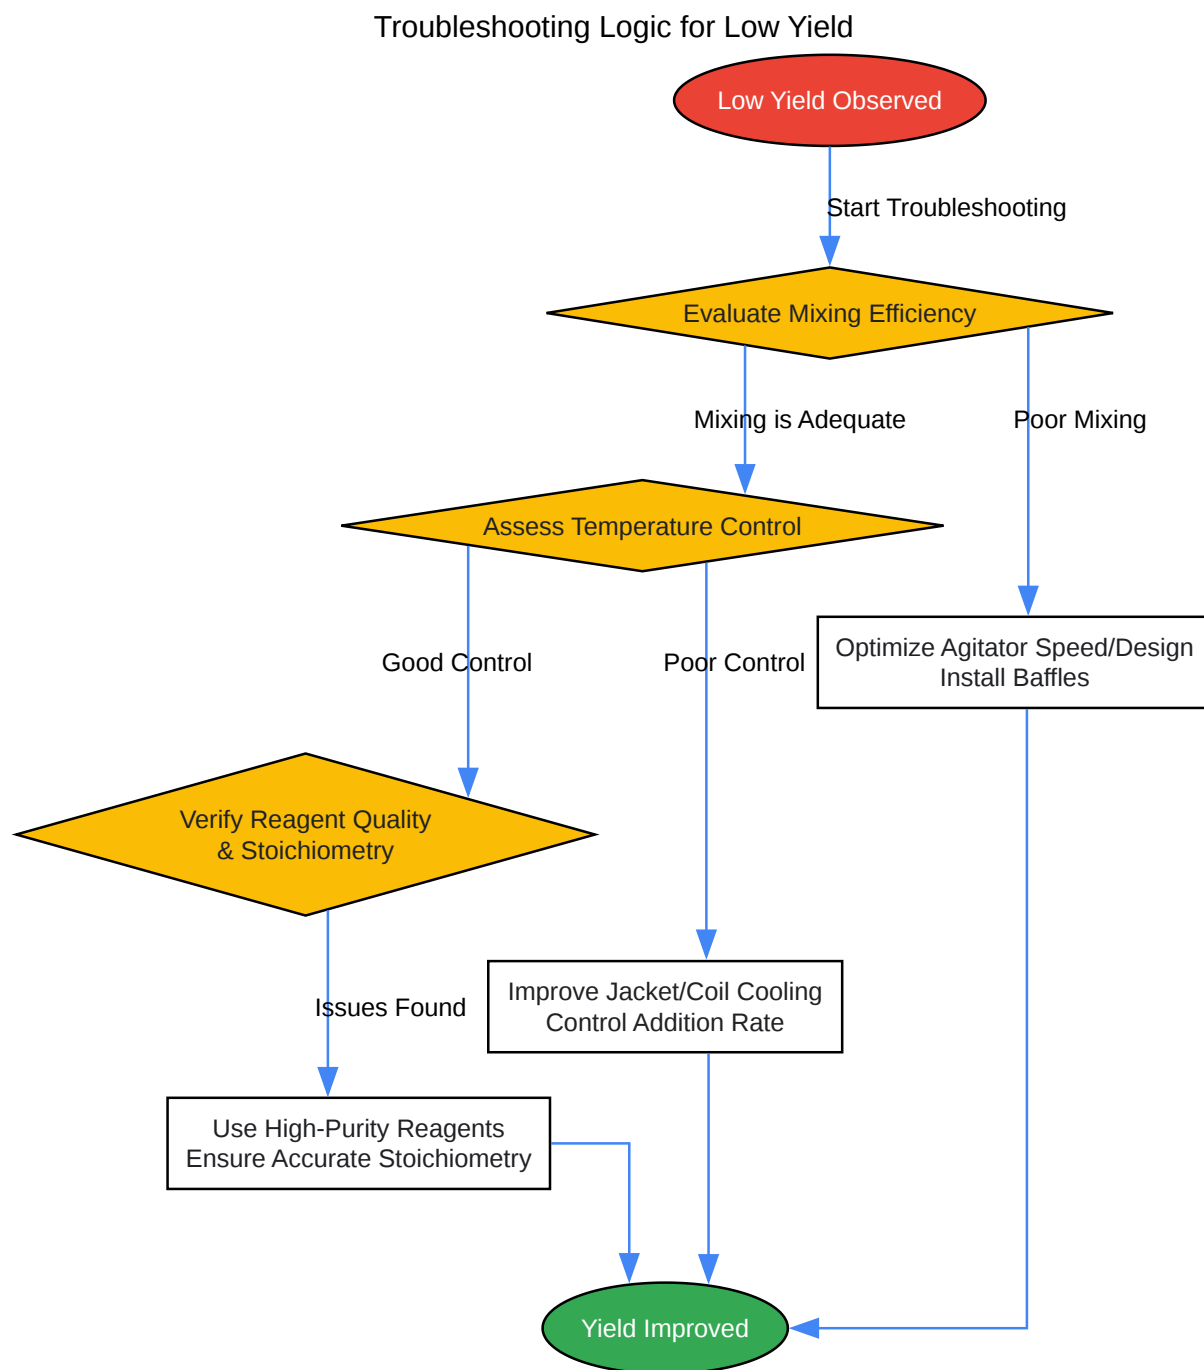 Troubleshooting Logic for Low Yield
Low Yield Observed
Start Troubleshooting
Evaluate Mixing Efficiency
Mixing is Adequate
Poor Mixing
Assess Temperature Control
Good Control
Poor Control
Optimize Agitator Speed/Design
Install Baffles
Verify Reagent Quality
& Stoichiometry
Issues Found
Improve Jacket/Coil Cooling
Control Addition Rate
Use High-Purity Reagents
Ensure Accurate Stoichiometry
Yield Improved